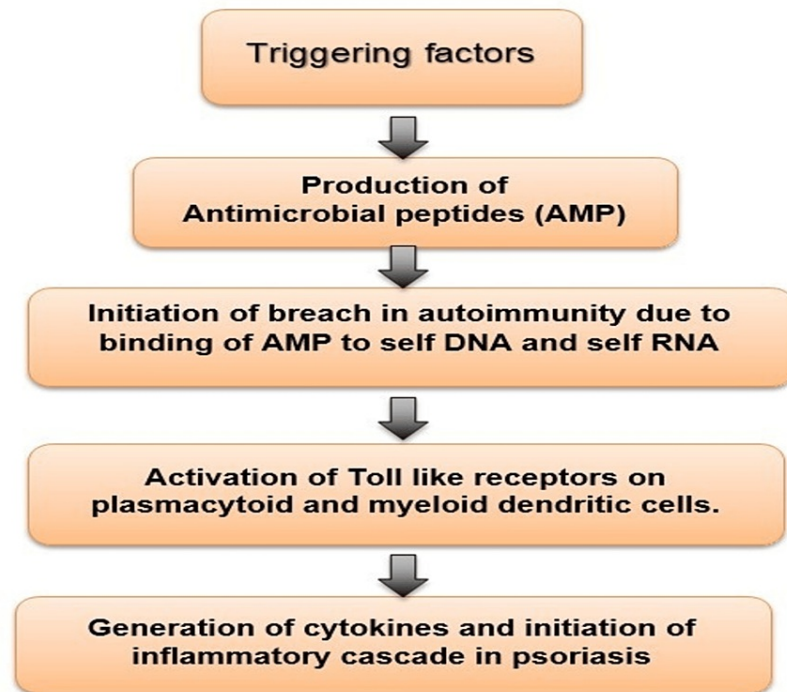 Triggering factors
Production of
Antimicrobial peptides (AMP)
Initiation of breach in autoimmunity due to
binding of AMP to self DNA and self RNA
Activation of Toll like receptors on
plasmacytoid and myeloid dendritic cells.
Generation of cytokines and initiation of
inflammatory cascade in psoriasis